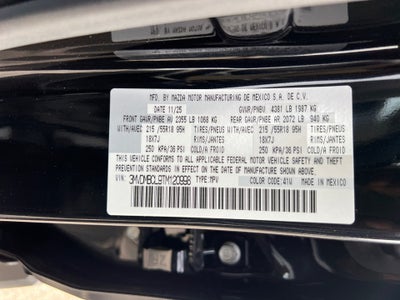 MFD. BY MAZDA MOTOR MANUFACTURING DE MEXICO S.A. DE C.V.
DATE 11/25 GVWR/PNBV 4381 LB 1987 KG
FRONT GAWR/PNBE AV 2355 LB 1068 KG REAR GAWR/PNBE AR 2072 LB 940 KG
WITH/AVEC 215/55R18 95H TIRES/PNEUS WITH/AVEC 215/55R18 95H TIRES/PNEUS
18X7J RIMS/JANTES 18X7J RIMS/JANTES
250 KPA/36 PSI COLD/A FROID 250 KPA/36 PSI COLD/A FROID
THIS VEHICLE CONFORMS TO ALL APPLICABLE FEDERAL MOTOR VEHICLE SAFETY STANDARDS
IN EFFECT ON THE DATE OF MANUFACTURE SHOWN ABOVE.
VIN: 3MVDMBCL9TM120998 TYPE:MPV COLOR CODE:41W MADE IN MEXICO